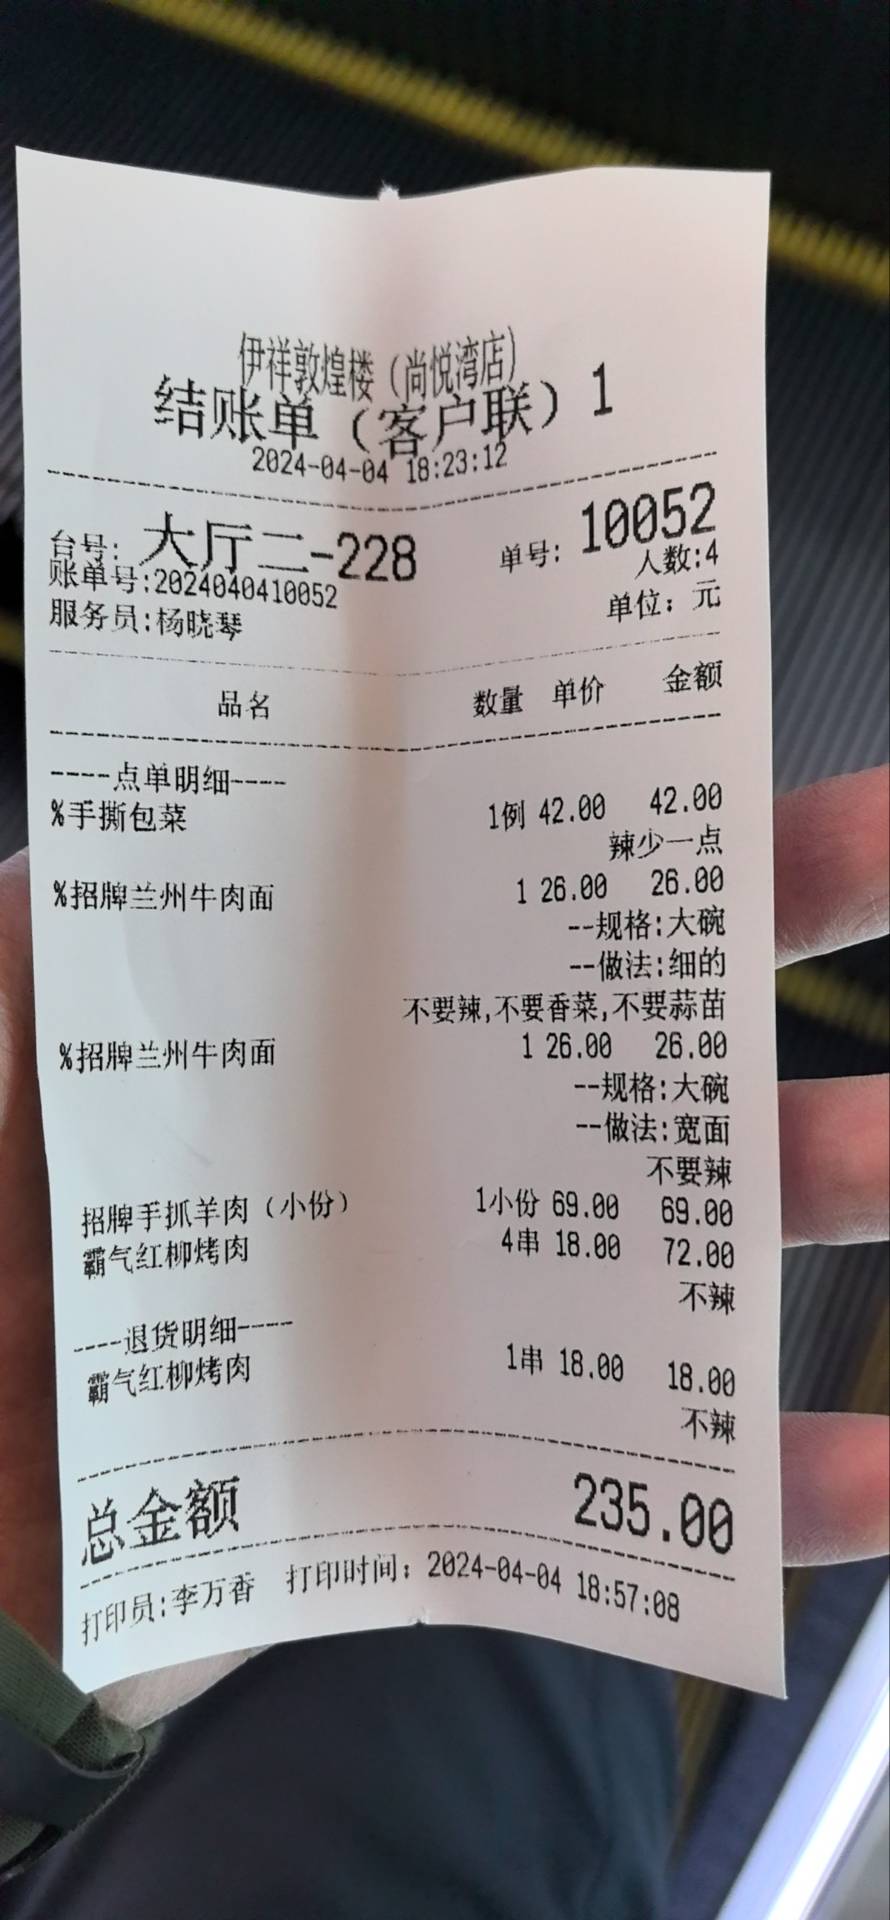 伊祥敦煌楼（尚悦湾店）
结账单（客户联）1
2024-04-04 18:23:12
台号: 大厅二-228 单号: 10052
账单号:2024040410052 人数:4
服务员:杨晓琴 单位: 元
品名 数量 单价 金额
----点单明细----
%手撕包菜 1例 42.00 42.00
辣少一点
%招牌兰州牛肉面 1 26.00 26.00
--规格:大碗
--做法:细的
不要辣,不要香菜,不要蒜苗
%招牌兰州牛肉面 1 26.00 26.00
--规格:大碗
--做法:宽面
不要辣
招牌手抓羊肉（小份） 1小份 69.00 69.00
霸气红柳烤肉 4串 18.00 72.00
不辣
----退货明细----
霸气红柳烤肉 1串 18.00 18.00
不辣
总金额 235.00
打印员:李万香 打印时间: 2024-04-04 18:57:08